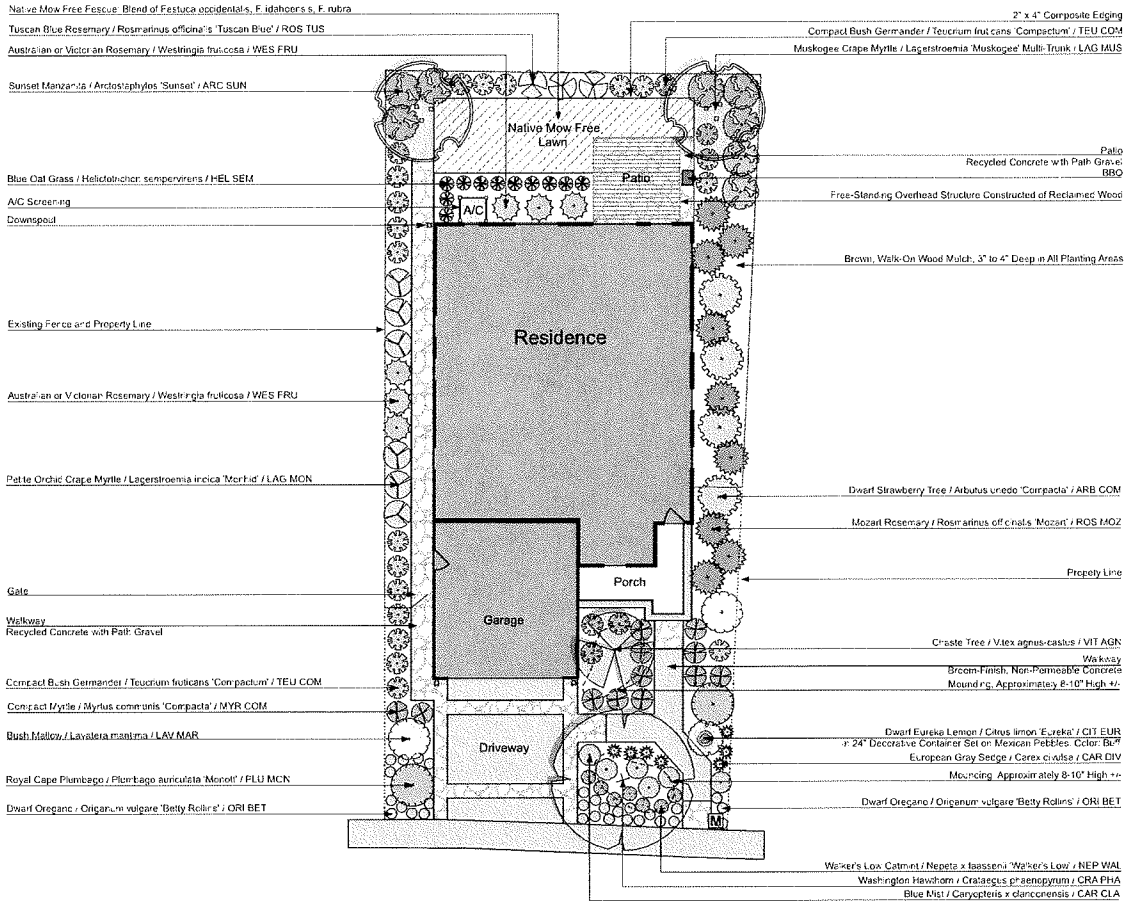 Native Mow Free Fescue: Blend of Festuca occidentalis, F. idahoensis, F. rubra
Tuscan Blue Rosemary / Rosmarinus officinalis 'Tuscan Blue' / ROS TUS
Australian or Victorian Rosemary / Westringia fruticosa / WES FRU
Sunset Manzanita / Arctostaphylos 'Sunset' / ARC SUN
Blue Oat Grass / Helictotrichon sempervirens / HEL SEM
A/C Screening
Downspout
Existing Fence and Property Line
Australian or Victorian Rosemary / Westringia fruticosa / WES FRU
Petite Orchid Crape Myrtle / Lagerstroemia indica 'Monhid' / LAG MON
Gate
Walkway
Recycled Concrete with Path Gravel
Compact Bush Germander / Teucrium fruticans 'Compactum' / TEU COM
Compact Myrtle / Myrtus communis 'Compacta' / MYR COM
Bush Mallow / Lavatera maritima / LAV MAR
Royal Cape Plumbago / Plumbago auriculata 'Monott' / PLU MON
Dwarf Oregano / Origanum vulgare 'Betty Rollins' / ORI BET
Native Mow Free
Lawn
Patio
A/C
Residence
Porch
Garage
Driveway
M
2" x 4" Composite Edging
Compact Bush Germander / Teucrium fruticans 'Compactum' / TEU COM
Muskogee Crape Myrtle / Lagerstroemia 'Muskogee' Multi-Trunk / LAG MUS
Patio
Recycled Concrete with Path Gravel
BBQ
Free-Standing Overhead Structure Constructed of Reclaimed Wood
Brown, Walk-On Wood Mulch, 3" to 4" Deep in All Planting Areas
Dwarf Strawberry Tree / Arbutus unedo 'Compacta' / ARB COM
Mozart Rosemary / Rosmarinus officinalis 'Mozart' / ROS MOZ
Propety Line
Chaste Tree / Vitex agnus-castus / VIT AGN
Walkway
Broom-Finish, Non-Permeable Concrete
Mounding, Approximately 8-10" High +/-
Dwarf Eureka Lemon / Citrus limon 'Eureka' / CIT EUR
in 24" Decorative Container Set on Mexican Pebbles. Color: Buff
European Gray Sedge / Carex divulsa / CAR DIV
Mouncing, Approximately 8-10" High +/-
Dwarf Oregano / Origanum vulgare 'Betty Rollins' / ORI BET
Walker's Low Catmint / Nepeta x faassenii 'Walker's Low' / NEP WAL
Washington Hawthorn / Crataegus phaenopyrum / CRA PHA
Blue Mist / Caryopteris x clandonensis / CAR CLA